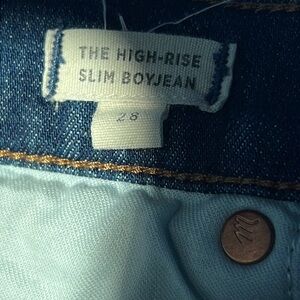 THE HIGH-RISE
SLIM BOYJEAN
28
m